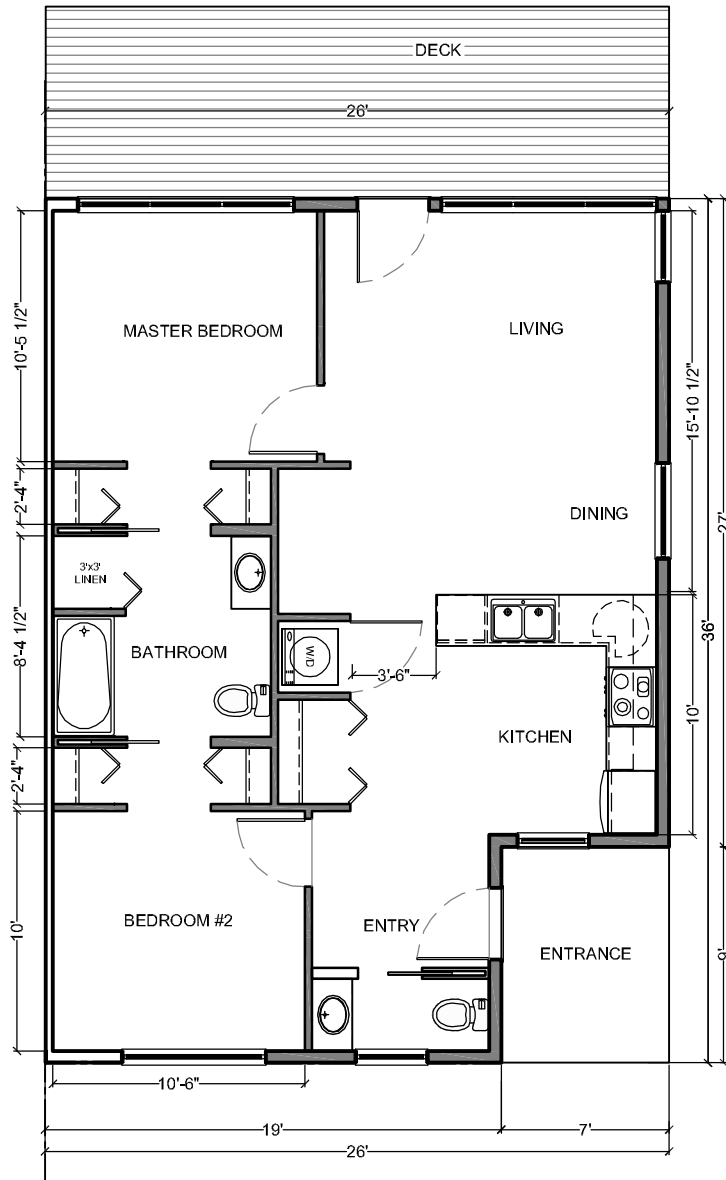 DECK
26'
10'-5 1/2"
MASTER BEDROOM
LIVING
15'-10 1/2"
2'-4"
DINING
27'
36'
3'x3'
LINEN
8'-4 1/2"
BATHROOM
W/D
3'-6"
10'
KITCHEN
2'-4"
10'
BEDROOM #2
ENTRY
ENTRANCE
9'
10'-6"
19'
7'
26'